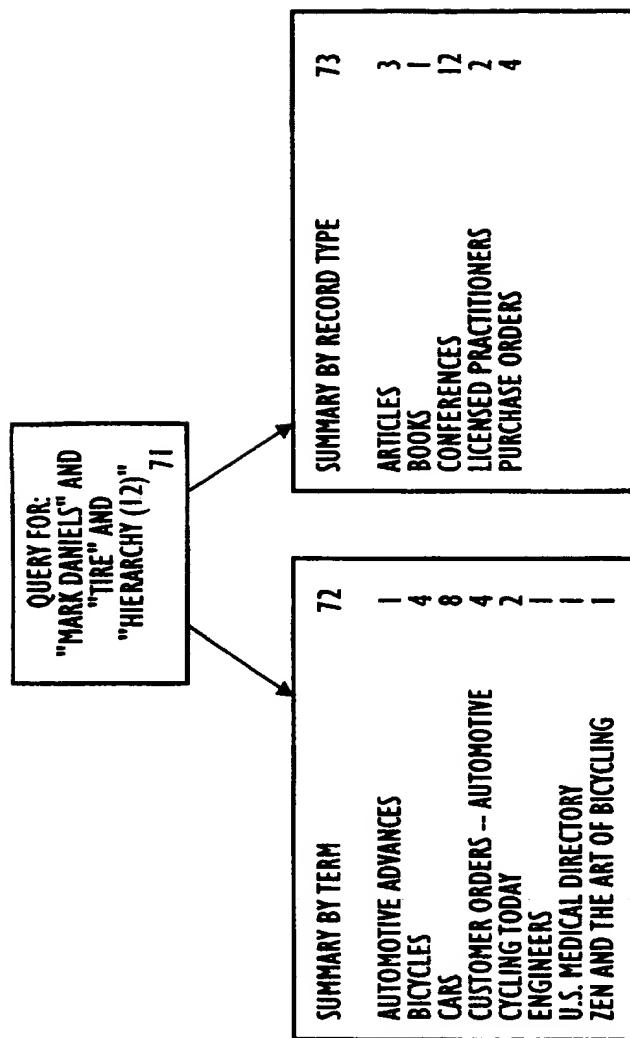 QUERY FOR:
"MARK DANIELS" AND
"TIRE" AND
"HIERARCHY (12)"
71
SUMMARY BY TERM 72
AUTOMOTIVE ADVANCES 1
BICYCLES 4
CARS 8
CUSTOMER ORDERS -- AUTOMOTIVE 4
CYCLING TODAY 2
ENGINEERS 1
U.S. MEDICAL DIRECTORY 1
ZEN AND THE ART OF BICYCLING 1
SUMMARY BY RECORD TYPE 73
ARTICLES 3
BOOKS 1
CONFERENCES 12
LICENSED PRACTITIONERS 2
PURCHASE ORDERS 4